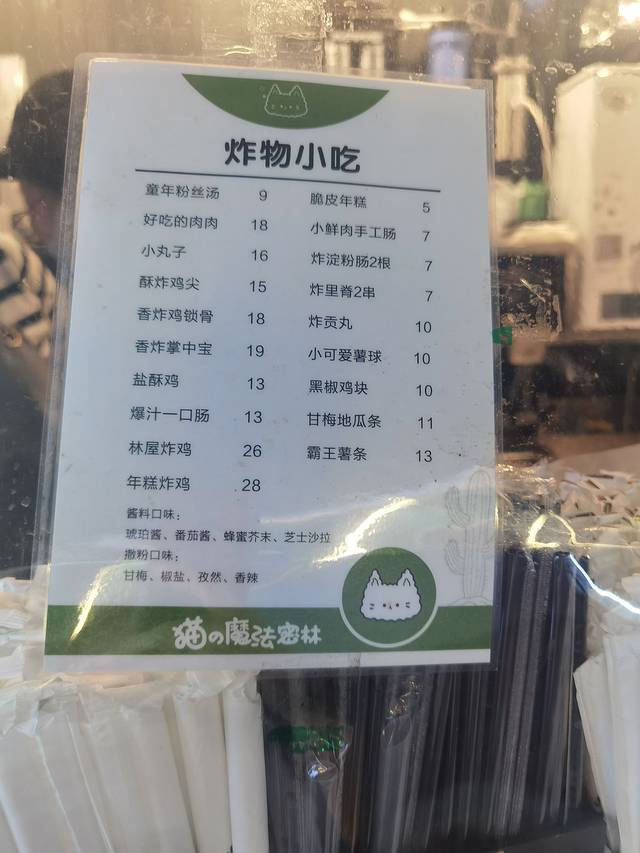 炸物小吃
童年粉丝汤 9
好吃的肉肉 18
小丸子 16
酥炸鸡尖 15
香炸鸡锁骨 18
香炸掌中宝 19
盐酥鸡 13
爆汁一口肠 13
林屋炸鸡 26
年糕炸鸡 28
脆皮年糕 5
小鲜肉手工肠 7
炸淀粉肠2根 7
炸里脊2串 7
炸贡丸 10
小可爱薯球 10
黑椒鸡块 10
甘梅地瓜条 11
霸王薯条 13
酱料口味：
琥珀酱、番茄酱、蜂蜜芥末、芝士沙拉
撒粉口味：
甘梅、椒盐、孜然、香辣
猫の魔法密林